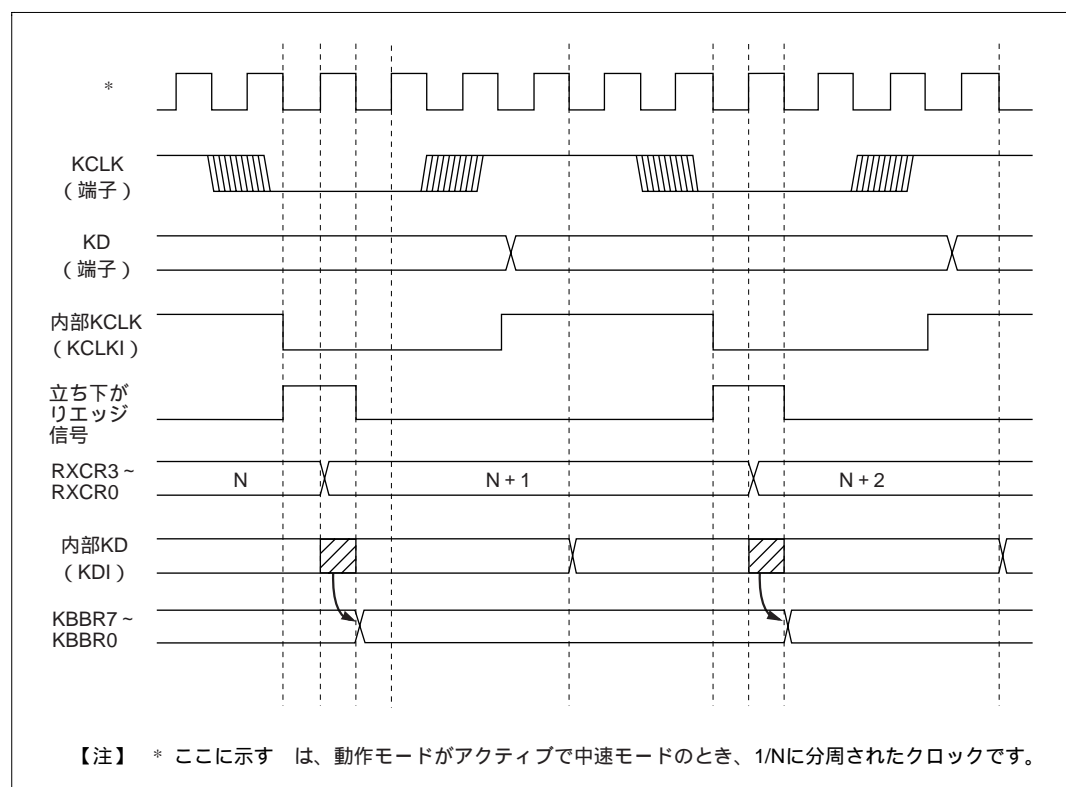 *
KCLK
（端子）
KD
（端子）
内部KCLK
（KCLKI）
立ち下が
りエッジ
信号
RXCR3～
RXCR0
N
N + 1
N + 2
内部KD
（KDI）
KBBR7～
KBBR0
【注】 * ここに示す　は、動作モードがアクティブで中速モードのとき、1/Nに分周されたクロックです。